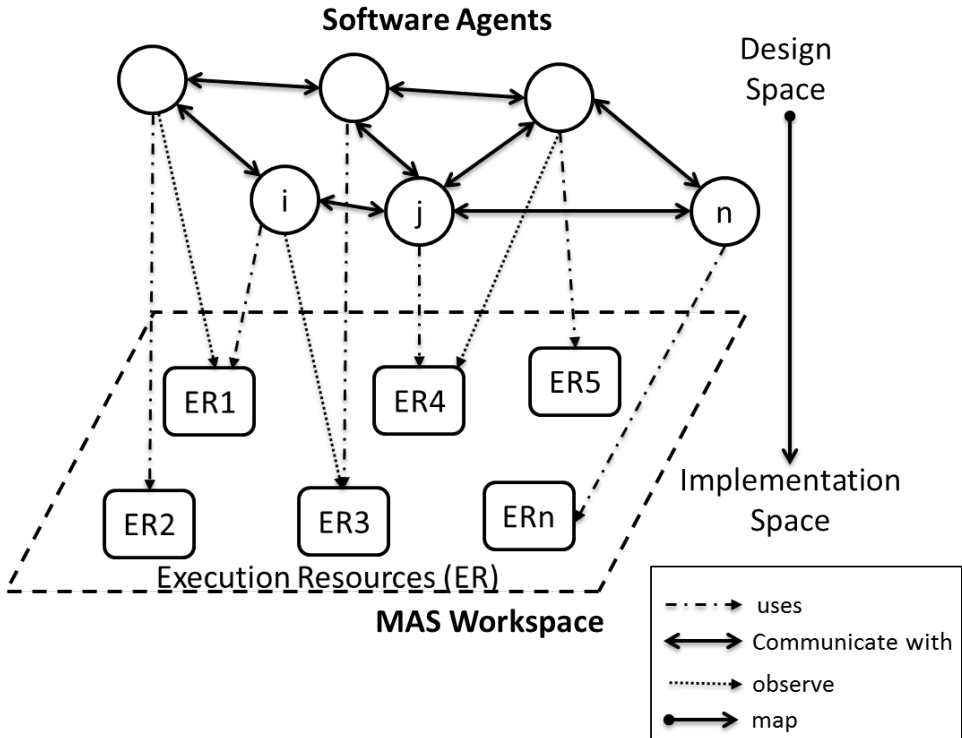 Software Agents
Design
Space
i
j
n
ER1
ER4
ER5
ER2
ER3
ERn
Implementation
Space
Execution Resources (ER)
MAS Workspace
uses
Communicate with
observe
map